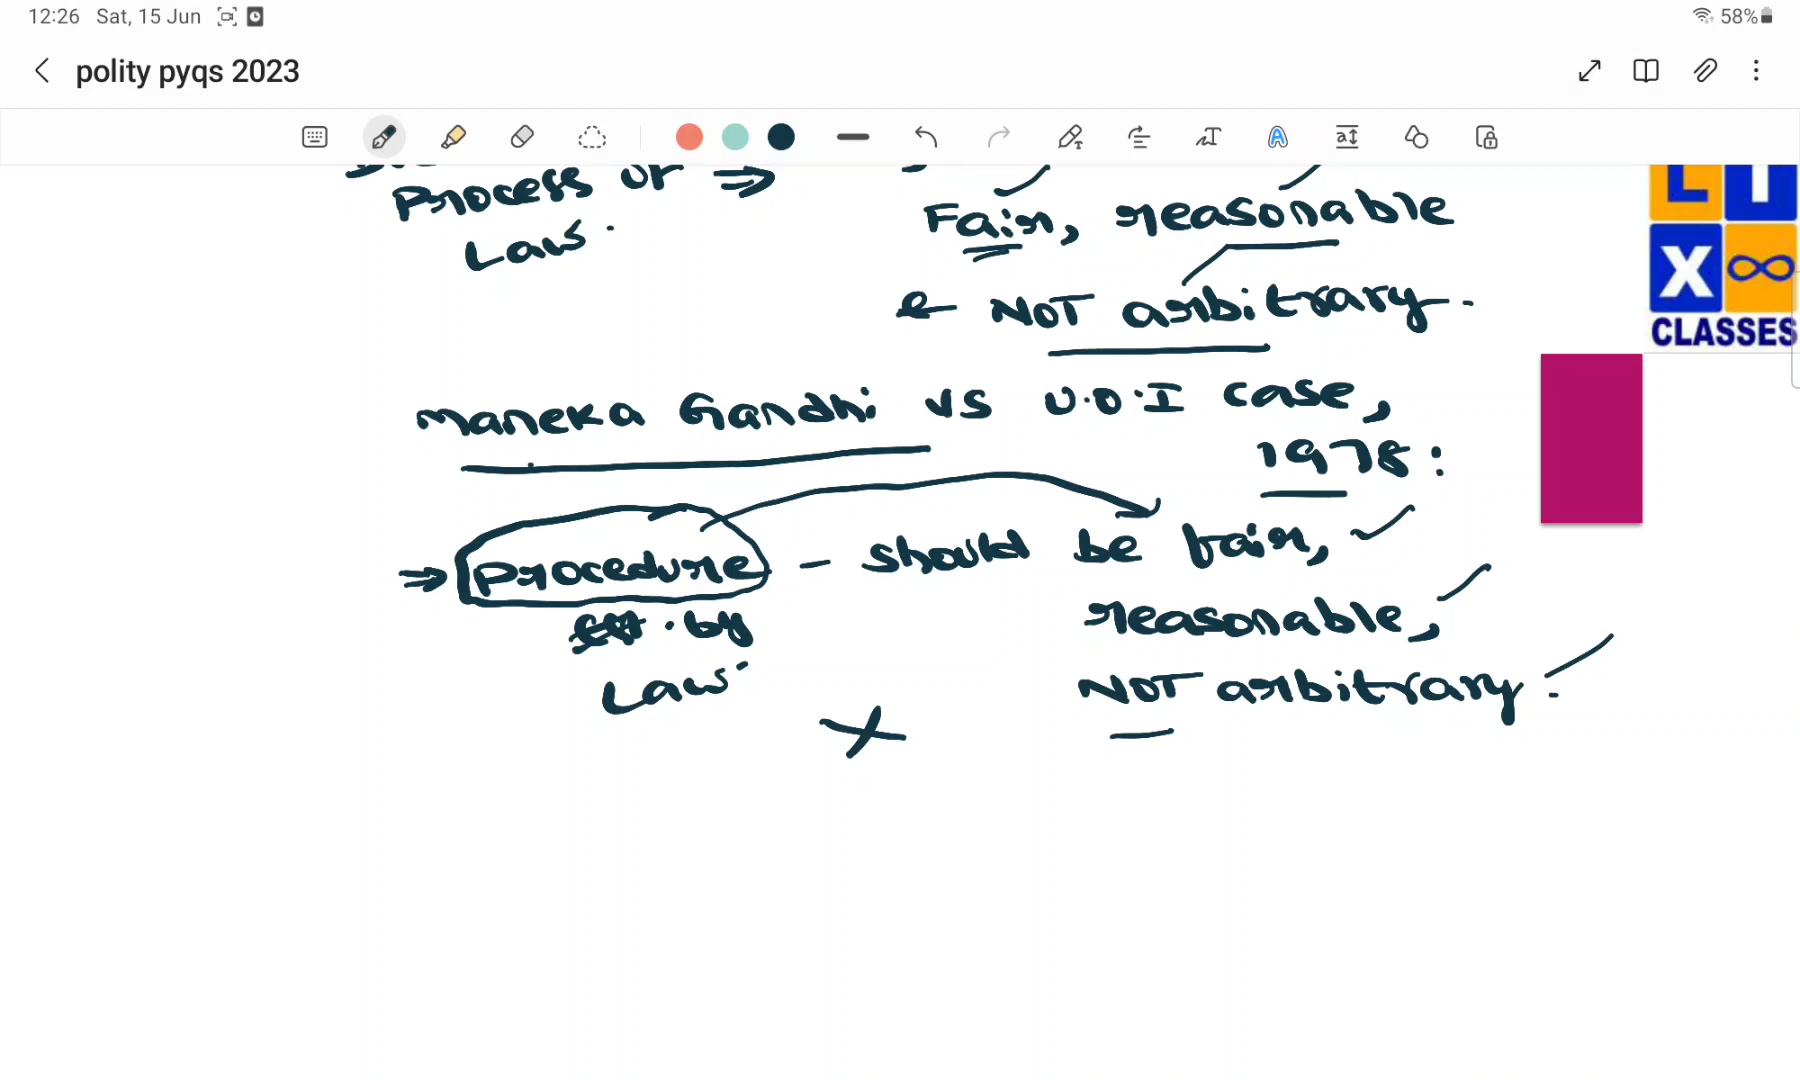 12:26 Sat, 15 Jun 58%
polity pyqs 2023
Process of ⇒
Law.
Fair, reasonable
& NOT arbitrary.
L I
X ∞
CLASSES
Maneka Gandhi vs U.O.I case,
1978:
⇒ Procedure - should be fair,
by
Law
reasonable,
NOT arbitrary.